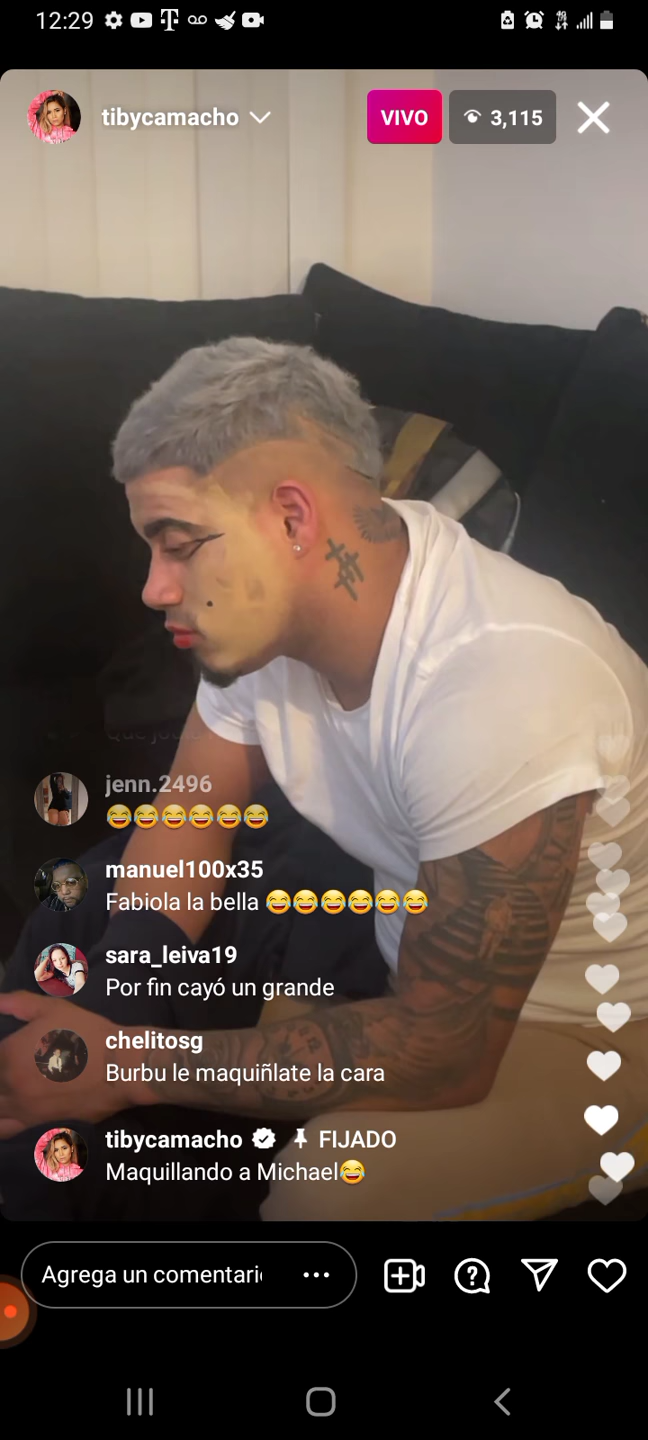 12:29
tibycamacho
VIVO
3,115
jenn.2496
😂😂😂😂😂😂
manuel100x35
Fabiola la bella 😂😂😂😂😂😂
sara_leiva19
Por fin cayó un grande
chelitosg
Burbu le maquiñlate la cara
tibycamacho FIJADO
Maquillando a Michael😂
Agrega un comentari